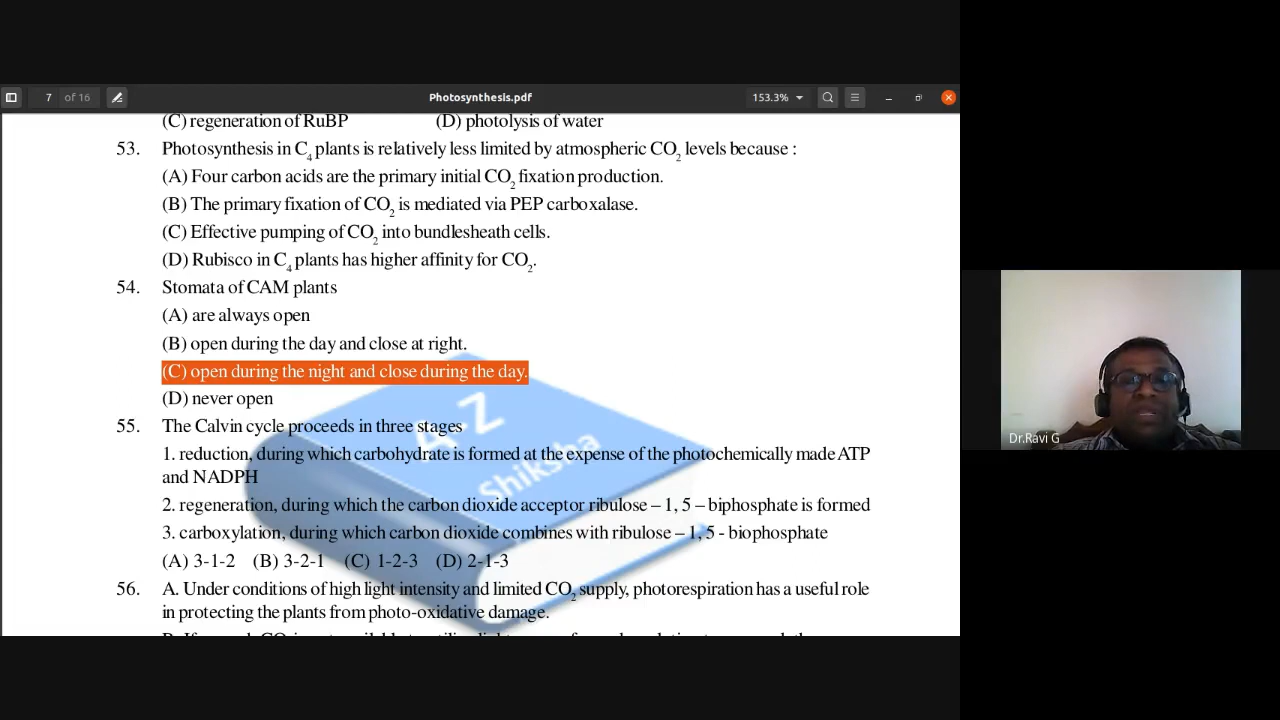 7 of 16
Photosynthesis.pdf
153.3%
(C) regeneration of RuBP (D) photolysis of water
53. Photosynthesis in C4 plants is relatively less limited by atmospheric CO2 levels because :
(A) Four carbon acids are the primary initial CO2 fixation production.
(B) The primary fixation of CO2 is mediated via PEP carboxalase.
(C) Effective pumping of CO2 into bundlesheath cells.
(D) Rubisco in C4 plants has higher affinity for CO2.
54. Stomata of CAM plants
(A) are always open
(B) open during the day and close at right.
(C) open during the night and close during the day.
(D) never open
55. The Calvin cycle proceeds in three stages
1. reduction, during which carbohydrate is formed at the expense of the photochemically made ATP
and NADPH
2. regeneration, during which the carbon dioxide acceptor ribulose – 1, 5 – biphosphate is formed
3. carboxylation, during which carbon dioxide combines with ribulose – 1, 5 - biophosphate
(A) 3-1-2 (B) 3-2-1 (C) 1-2-3 (D) 2-1-3
56. A. Under conditions of high light intensity and limited CO2 supply, photorespiration has a useful role
in protecting the plants from photo-oxidative damage.
A-Z
Shiksha
Dr.Ravi G